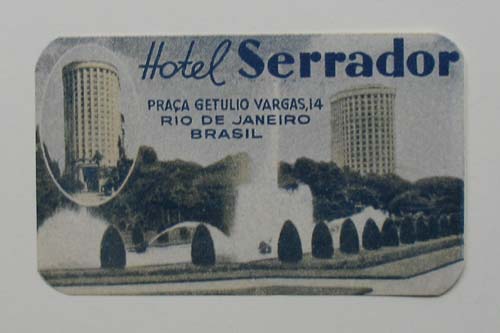 Hotel Serrador
PRAÇA GETULIO VARGAS,14
RIO DE JANEIRO
BRASIL